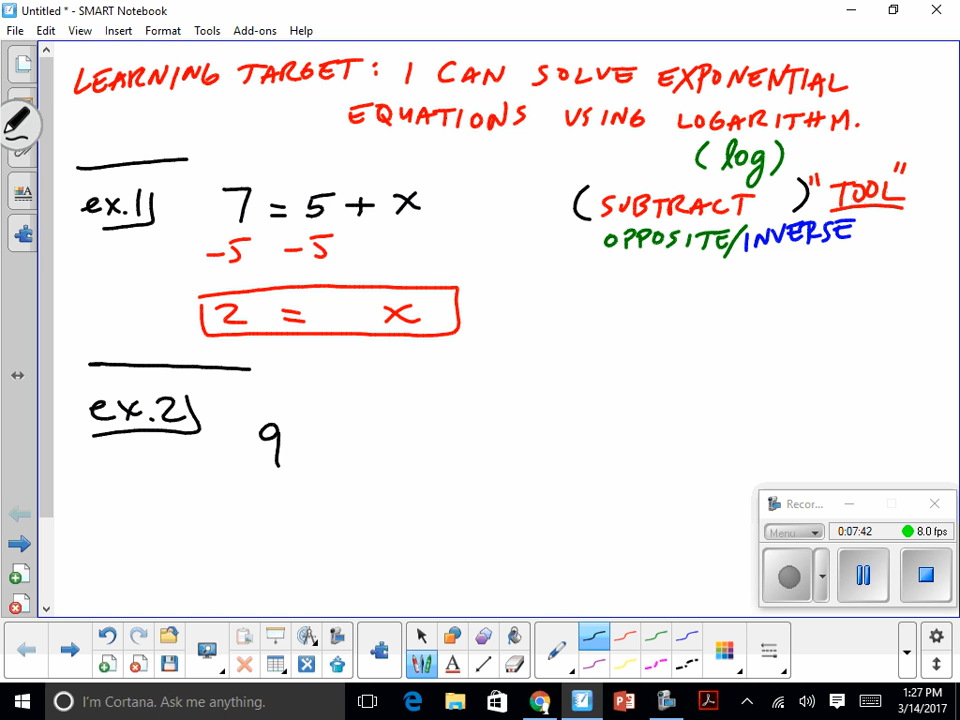 Untitled * - SMART Notebook
File Edit View Insert Format Tools Add-ons Help
LEARNING TARGET: I CAN SOLVE EXPONENTIAL
EQUATIONS USING LOGARITHM.
(log)
ex.1) 7 = 5 + x (SUBTRACT) "TOOL"
-5 -5 OPPOSITE/INVERSE
2 = x
ex.2) 9
Recor...
Menu 0:07:42 8.0 fps
I'm Cortana. Ask me anything.
1:27 PM
3/14/2017